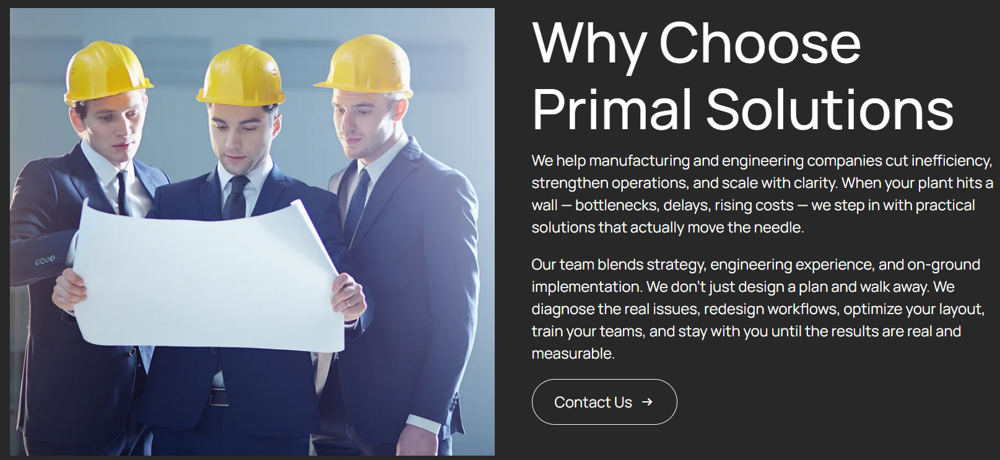 Why Choose
Primal Solutions
We help manufacturing and engineering companies cut inefficiency,
strengthen operations, and scale with clarity. When your plant hits a
wall — bottlenecks, delays, rising costs — we step in with practical
solutions that actually move the needle.
Our team blends strategy, engineering experience, and on-ground
implementation. We don’t just design a plan and walk away. We
diagnose the real issues, redesign workflows, optimize your layout,
train your teams, and stay with you until the results are real and
measurable.
Contact Us →